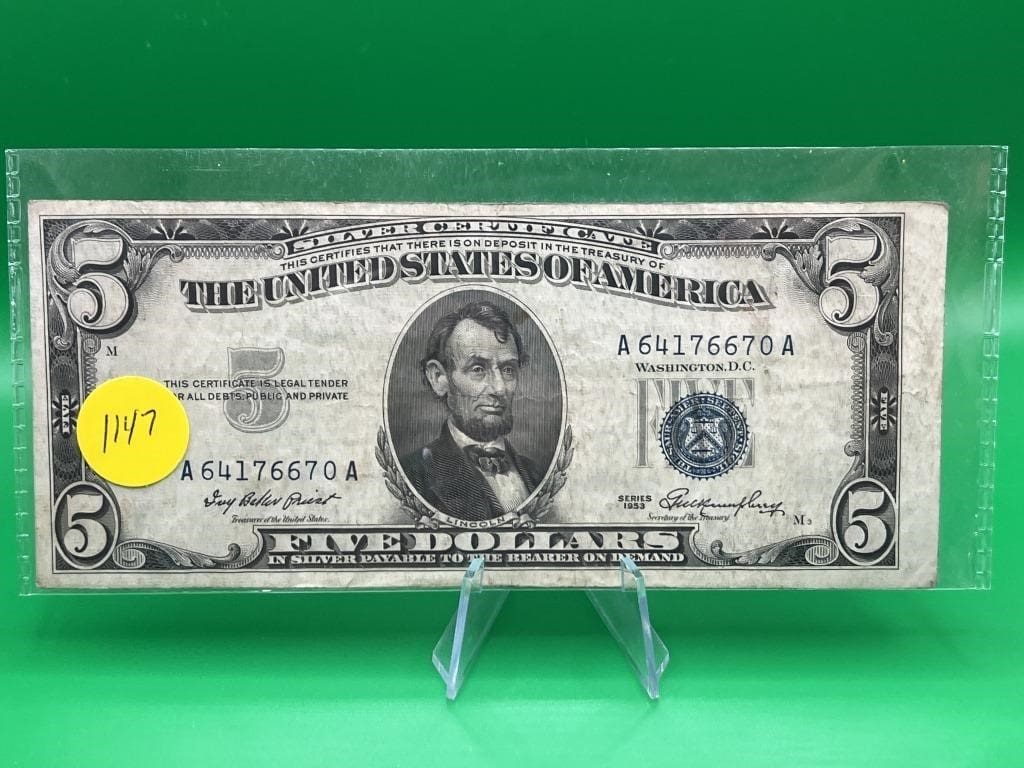 5 5
SILVER CERTIFICATE
THIS CERTIFIES THAT THERE IS ON DEPOSIT IN THE TREASURY OF
THE UNITED STATES OF AMERICA
A 64176670 A
M
WASHINGTON, D.C.
5
FIVE
THIS CERTIFICATE IS LEGAL TENDER
OR ALL DEBTS, PUBLIC AND PRIVATE
FIVE
FIVE
1147
A 64176670 A
Ivy Baker Priest
Treasurer of the United States.
SERIES
1953
G M Humphrey
Secretary of the Treasury
M 3
LINCOLN
5 5
FIVE DOLLARS
IN SILVER PAYABLE TO THE BEARER ON DEMAND